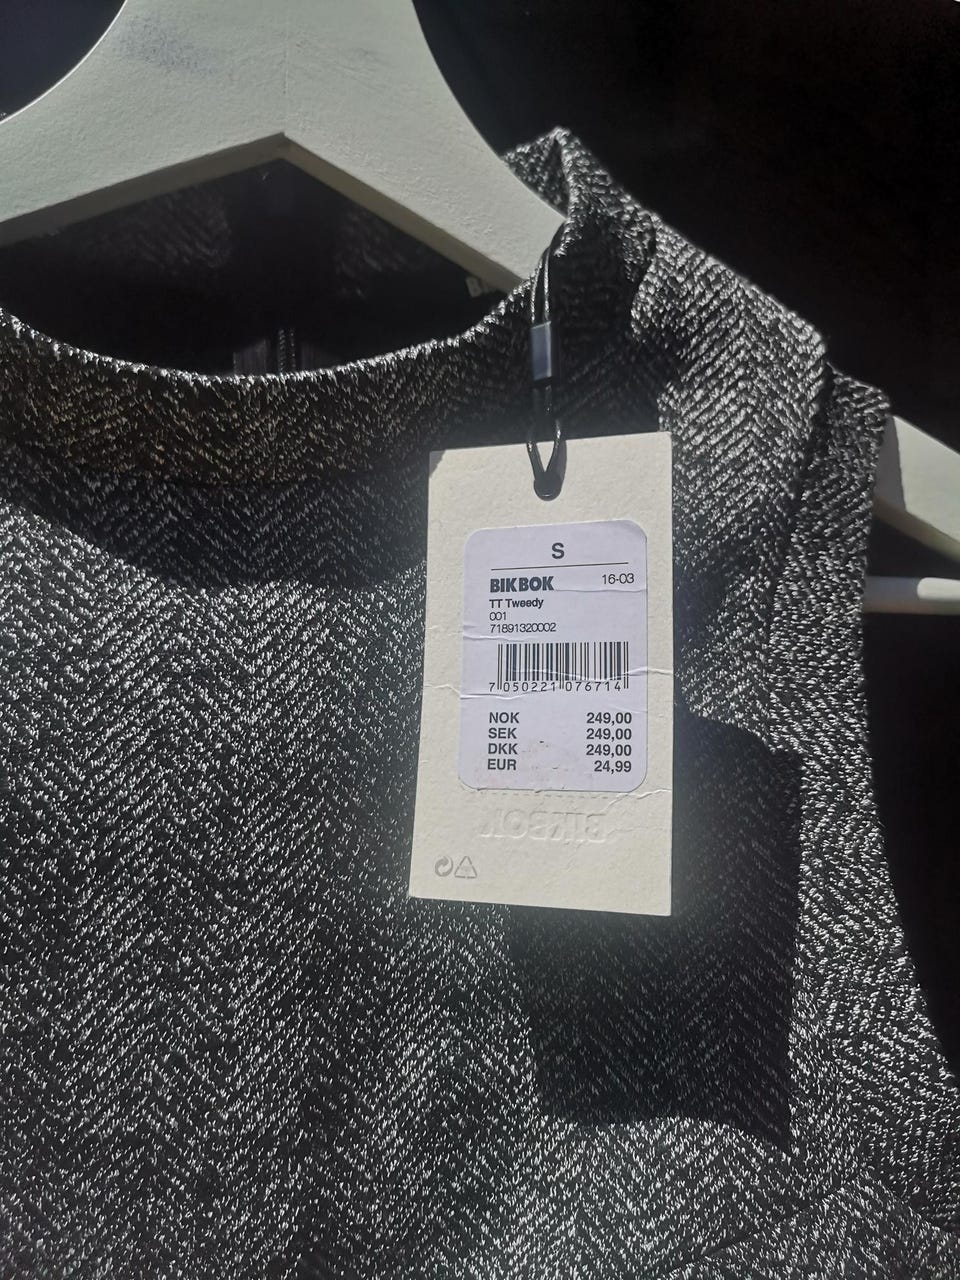 S
BIKBOK 16-03
TT Tweedy
001
71891320002
7 050221 076714
NOK 249,00
SEK 249,00
DKK 249,00
EUR 24,99
BIKBOK